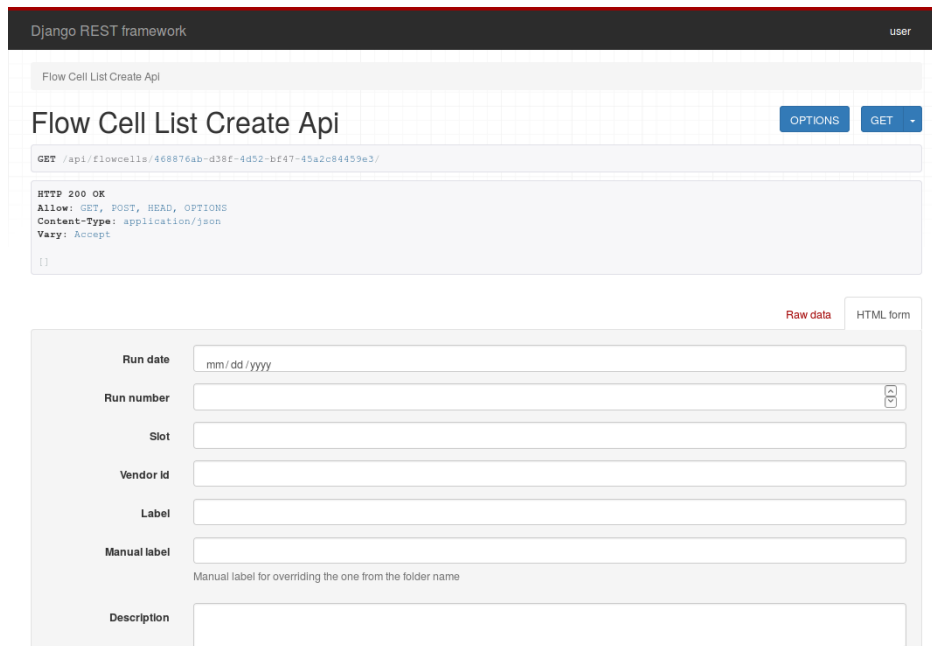 Django REST framework
user
Flow Cell List Create Api
Flow Cell List Create Api
OPTIONS
GET
GET /api/flowcells/468876ab-d38f-4d52-bf47-45a2c84459e3/
HTTP 200 OK
Allow: GET, POST, HEAD, OPTIONS
Content-Type: application/json
Vary: Accept
[]
Raw data
HTML form
Run date
mm/dd/yyyy
Run number
Slot
Vendor id
Label
Manual label
Manual label for overriding the one from the folder name
Description